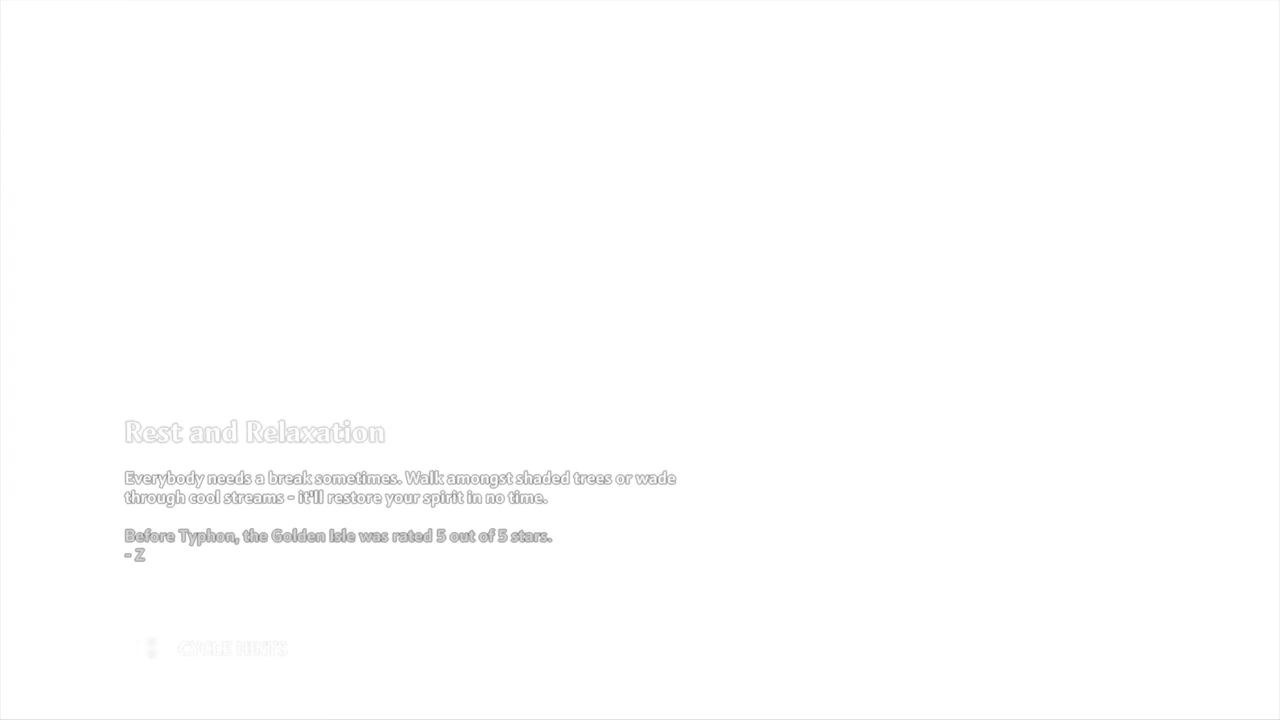 Rest and Relaxation
Everybody needs a break sometimes. Walk amongst shaded trees or wade
through cool streams - it'll restore your spirit in no time.
Before Typhon, the Golden Isle was rated 5 out of 5 stars.
- Z
CYCLE HINTS